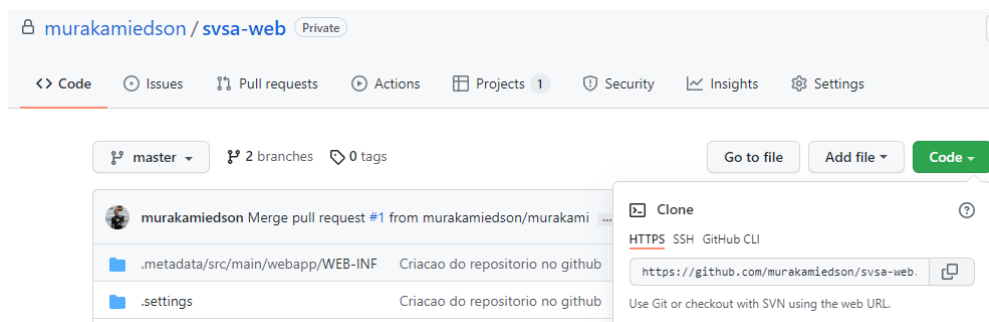 murakamiedson / svsa-web Private
Code Issues Pull requests Actions Projects 1 Security Insights Settings
master 2 branches 0 tags Go to file Add file Code
murakamiedson Merge pull request #1 from murakamiedson/murakami ...
Clone
HTTPS SSH GitHub CLI
.metadata/src/main/webapp/WEB-INF Criacao do repositorio no github
https://github.com/murakamiedson/svsa-web.
.settings Criacao do repositorio no github
Use Git or checkout with SVN using the web URL.